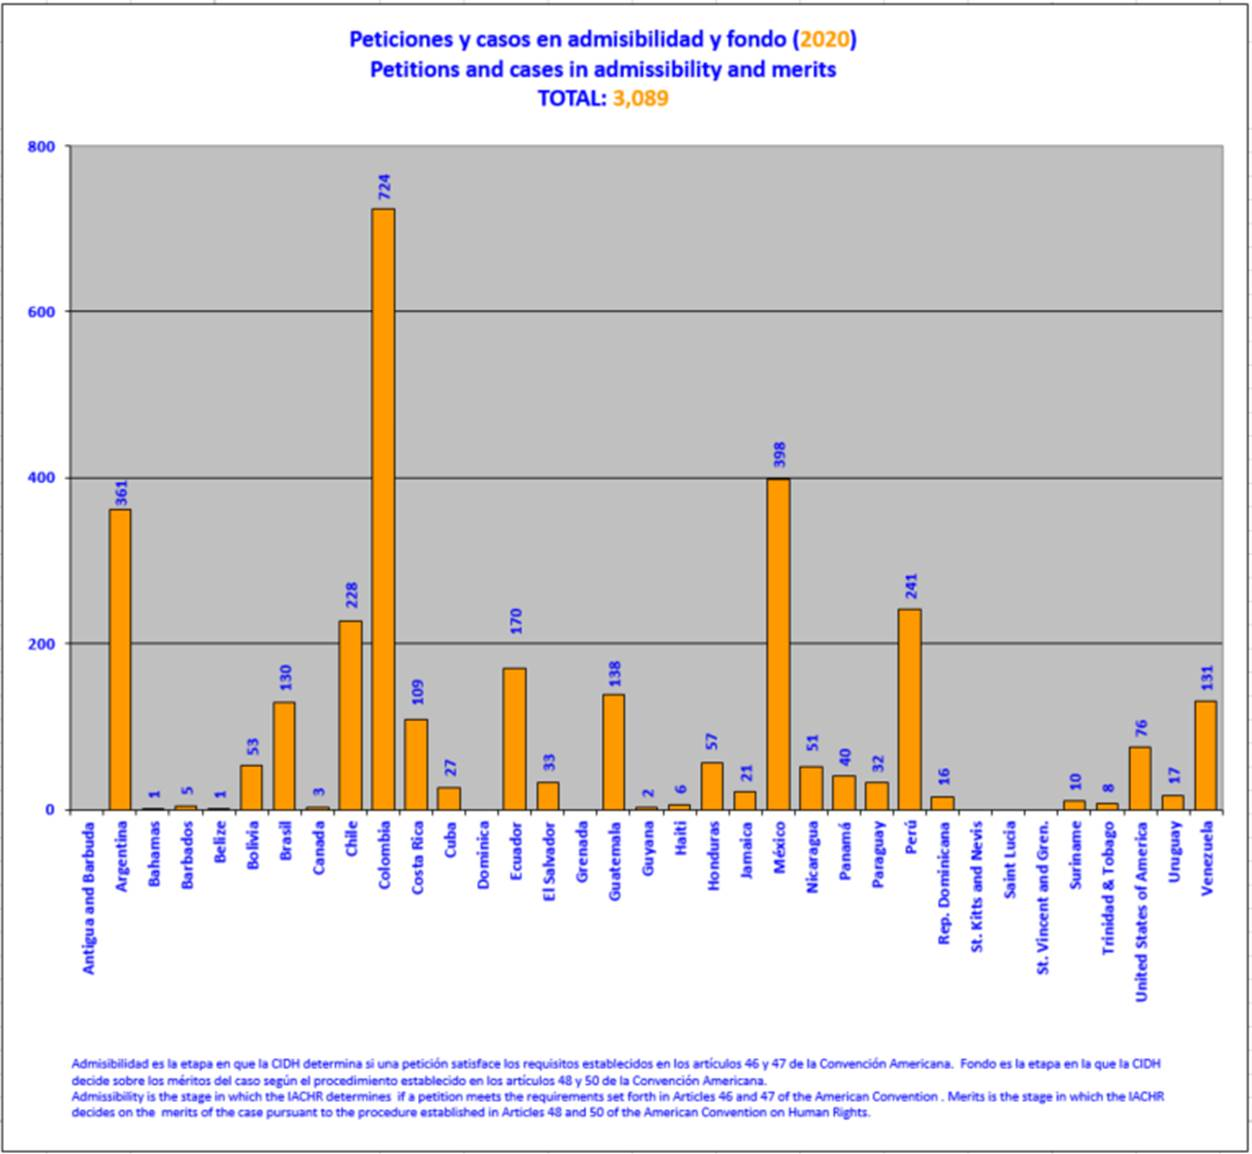 Peticiones y casos en admisibilidad y fondo (2020)
Petitions and cases in admissibility and merits
TOTAL: 3,089
800
600
400
200
0
361
1
5
1
53
130
3
228
724
109
27
170
33
138
2
6
57
21
398
51
40
32
241
16
10
8
76
17
131
Antigua and Barbuda
Argentina
Bahamas
Barbados
Belize
Bolivia
Brasil
Canada
Chile
Colombia
Costa Rica
Cuba
Dominica
Ecuador
El Salvador
Grenada
Guatemala
Guyana
Haiti
Honduras
Jamaica
México
Nicaragua
Panamá
Paraguay
Perú
Rep. Dominicana
St. Kitts and Nevis
Saint Lucia
St. Vincent and Gren.
Suriname
Trinidad & Tobago
United States of America
Uruguay
Venezuela
Admisibilidad es la etapa en que la CIDH determina si una petición satisface los requisitos establecidos en los artículos 46 y 47 de la Convención Americana.  Fondo es la etapa en la que la CIDH
decide sobre los méritos del caso según el procedimiento establecido en los artículos 48 y 50 de la Convención Americana.
Admissibility is the stage in which the IACHR determines  if a petition meets the requirements set forth in Articles 46 and 47 of the American Convention . Merits is the stage in which the IACHR
decides on the  merits of the case pursuant to the procedure established in Articles 48 and 50 of the American Convention on Human Rights.